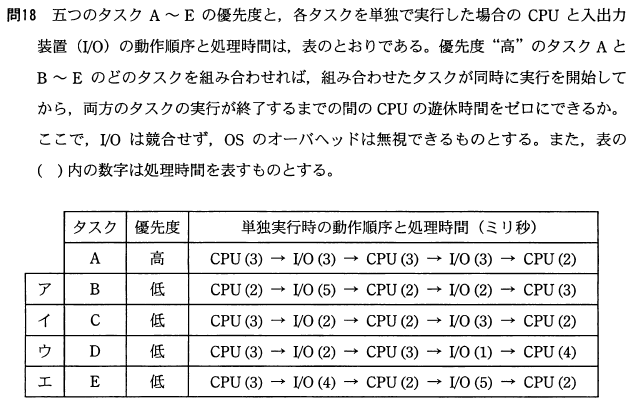 問18 五つのタスク A ～ E の優先度と，各タスクを単独で実行した場合の CPU と入出力
装置（I/O）の動作順序と処理時間は，表のとおりである。優先度“高”のタスク A と
B ～ E のどのタスクを組み合わせれば，組み合わせたタスクが同時に実行を開始して
から，両方のタスクの実行が終了するまでの間の CPU の遊休時間をゼロにできるか。
ここで，I/O は競合せず，OS のオーバヘッドは無視できるものとする。また，表の
(　) 内の数字は処理時間を表すものとする。
タスク 優先度 単独実行時の動作順序と処理時間（ミリ秒）
A 高 CPU (3) → I/O (3) → CPU (3) → I/O (3) → CPU (2)
ア B 低 CPU (2) → I/O (5) → CPU (2) → I/O (2) → CPU (3)
イ C 低 CPU (3) → I/O (2) → CPU (2) → I/O (3) → CPU (2)
ウ D 低 CPU (3) → I/O (2) → CPU (3) → I/O (1) → CPU (4)
エ E 低 CPU (3) → I/O (4) → CPU (2) → I/O (5) → CPU (2)